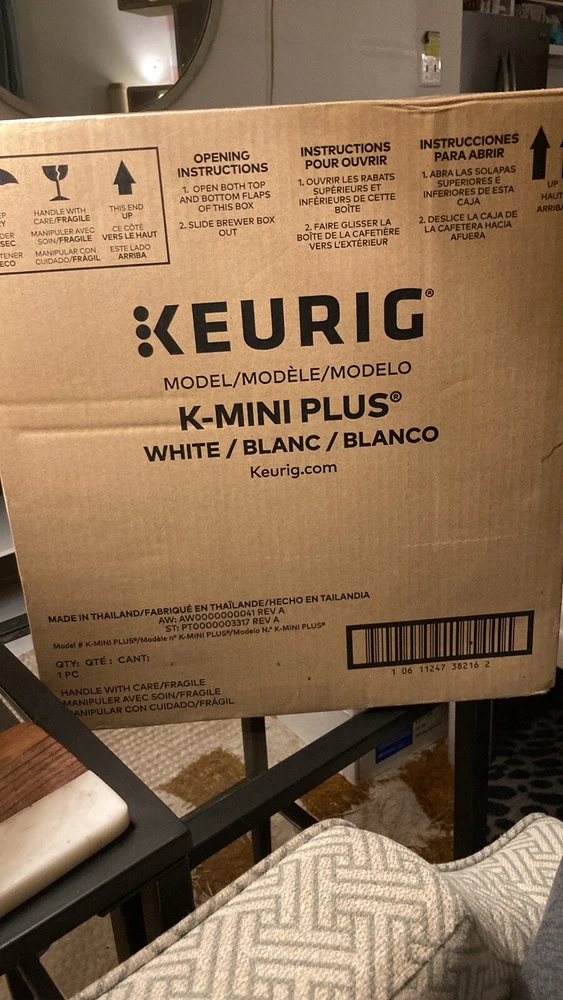 HANDLE WITH
CARE/FRAGILE
MANIPULER AVEC
SOIN/FRAGILE
MANIPULAR CON
CUIDADO/FRÁGIL
THIS END
UP
CE CÔTÉ
VERS LE HAUT
ESTE LADO
ARRIBA
OPENING
INSTRUCTIONS
1. OPEN BOTH TOP
AND BOTTOM FLAPS
OF THIS BOX
2. SLIDE BREWER BOX
OUT
INSTRUCTIONS
POUR OUVRIR
1. OUVRIR LES RABATS
SUPÉRIEURS ET
INFÉRIEURS DE CETTE
BOÎTE
2. FAIRE GLISSER LA
BOÎTE DE LA CAFETIÈRE
VERS L'EXTÉRIEUR
INSTRUCCIONES
PARA ABRIR
1. ABRA LAS SOLAPAS
SUPERIORES E
INFERIORES DE ESTA
CAJA
2. DESLICE LA CAJA DE
LA CAFETERA HACÍA
AFUERA
UP
HAUT
ARRIBA
KEURIG®
MODEL/MODÈLE/MODELO
K-MINI PLUS®
WHITE / BLANC / BLANCO
Keurig.com
MADE IN THAILAND/FABRIQUÉ EN THAÏLANDE/HECHO EN TAILANDIA
AW: AW0000000041 REV A
ST: PT0000003317 REV A
Model # K-MINI PLUS®/Modèle n° K-MINI PLUS®/Modelo N.° K-MINI PLUS®
QTY: QTÉ: CANT:
1 PC
HANDLE WITH CARE/FRAGILE
MANIPULER AVEC SOIN/FRAGILE
MANIPULAR CON CUIDADO/FRÁGIL
1 06 11247 38216 2